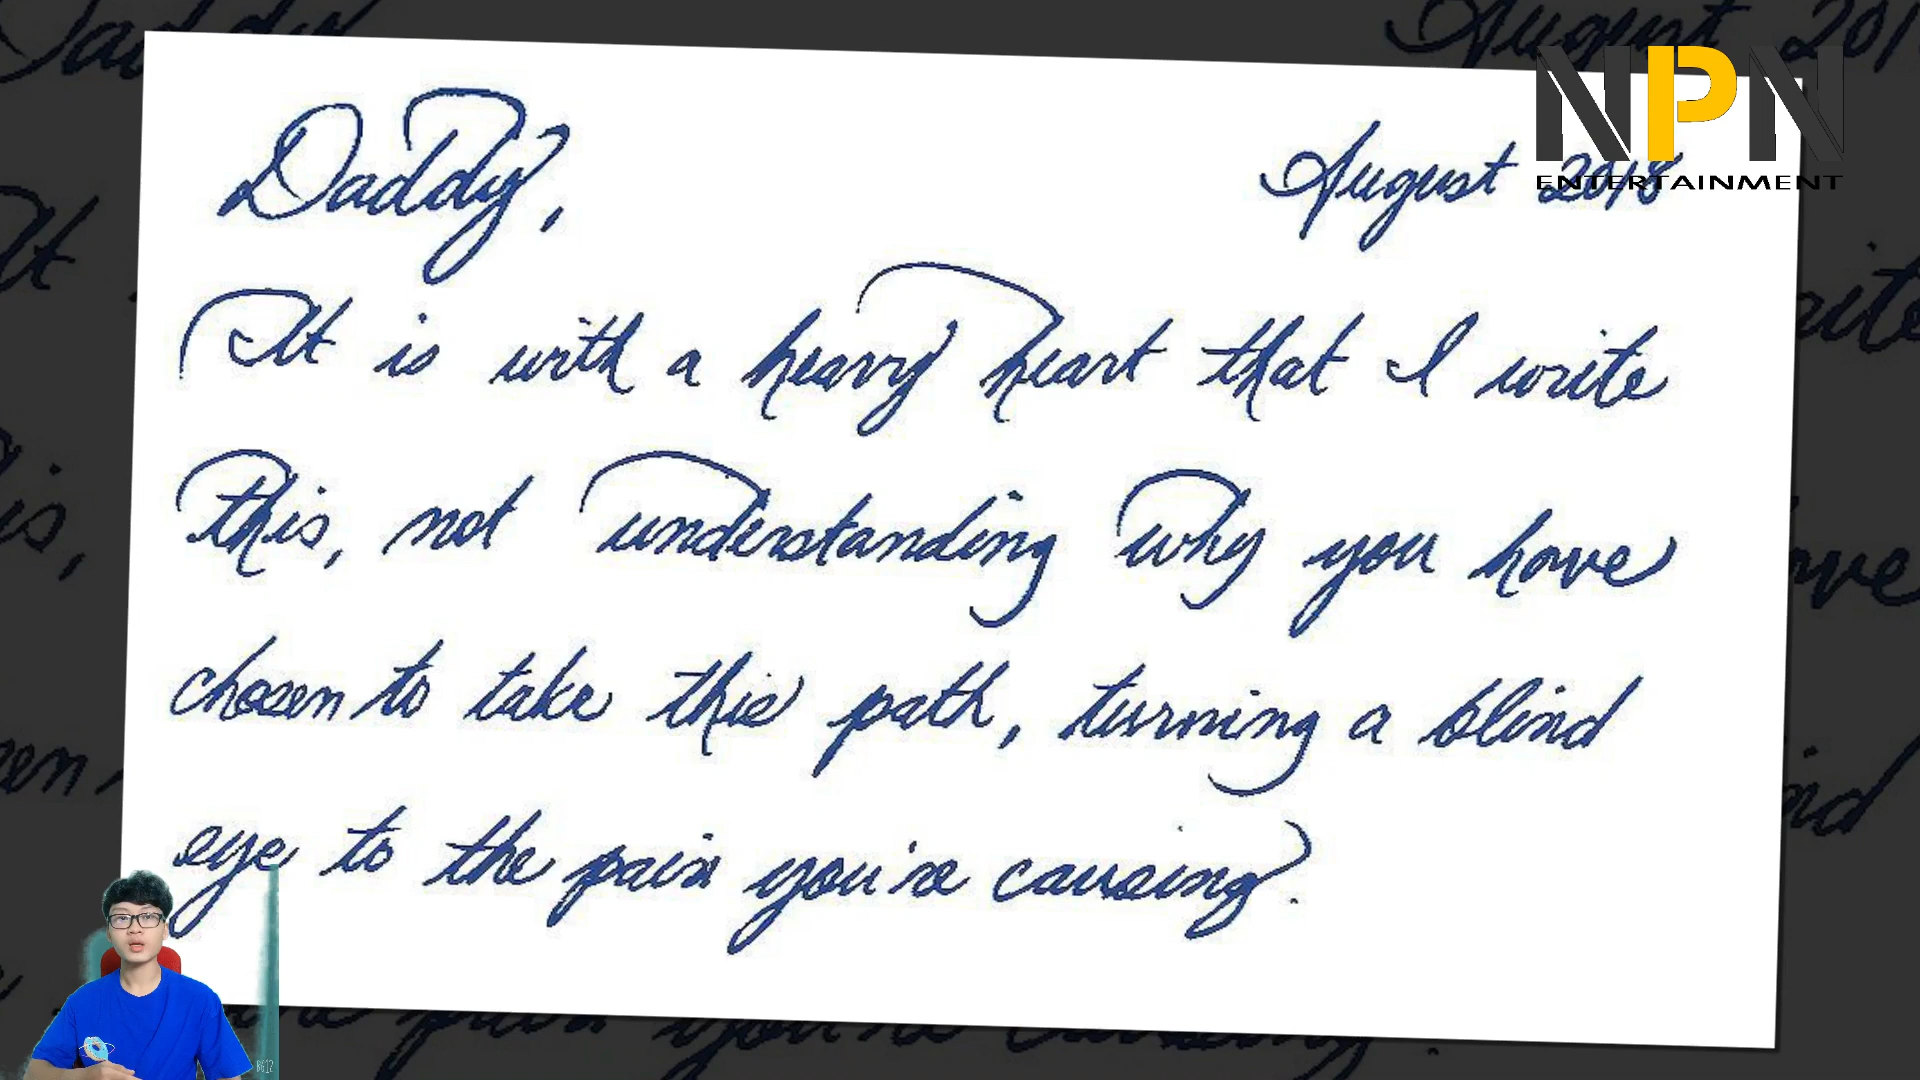 Daddy,
August 2018
NPN
ENTERTAINMENT
It is with a heavy heart that I write
this, not understanding why you have
chosen to take this path, turning a blind
eye to the pain you're causing.